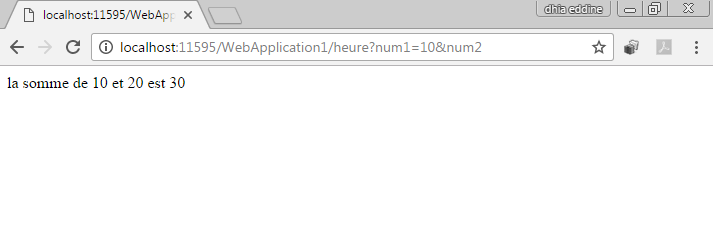 dhia eddine
localhost:11595/WebApp
localhost:11595/WebApplication1/heure?num1=10&num2
la somme de 10 et 20 est 30